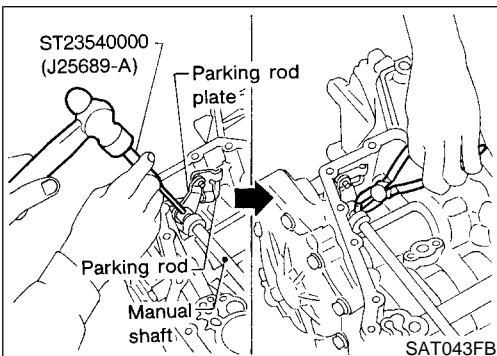 ST23540000
(J25689-A)
Parking rod
plate
Parking rod
Manual
shaft
SAT043FB